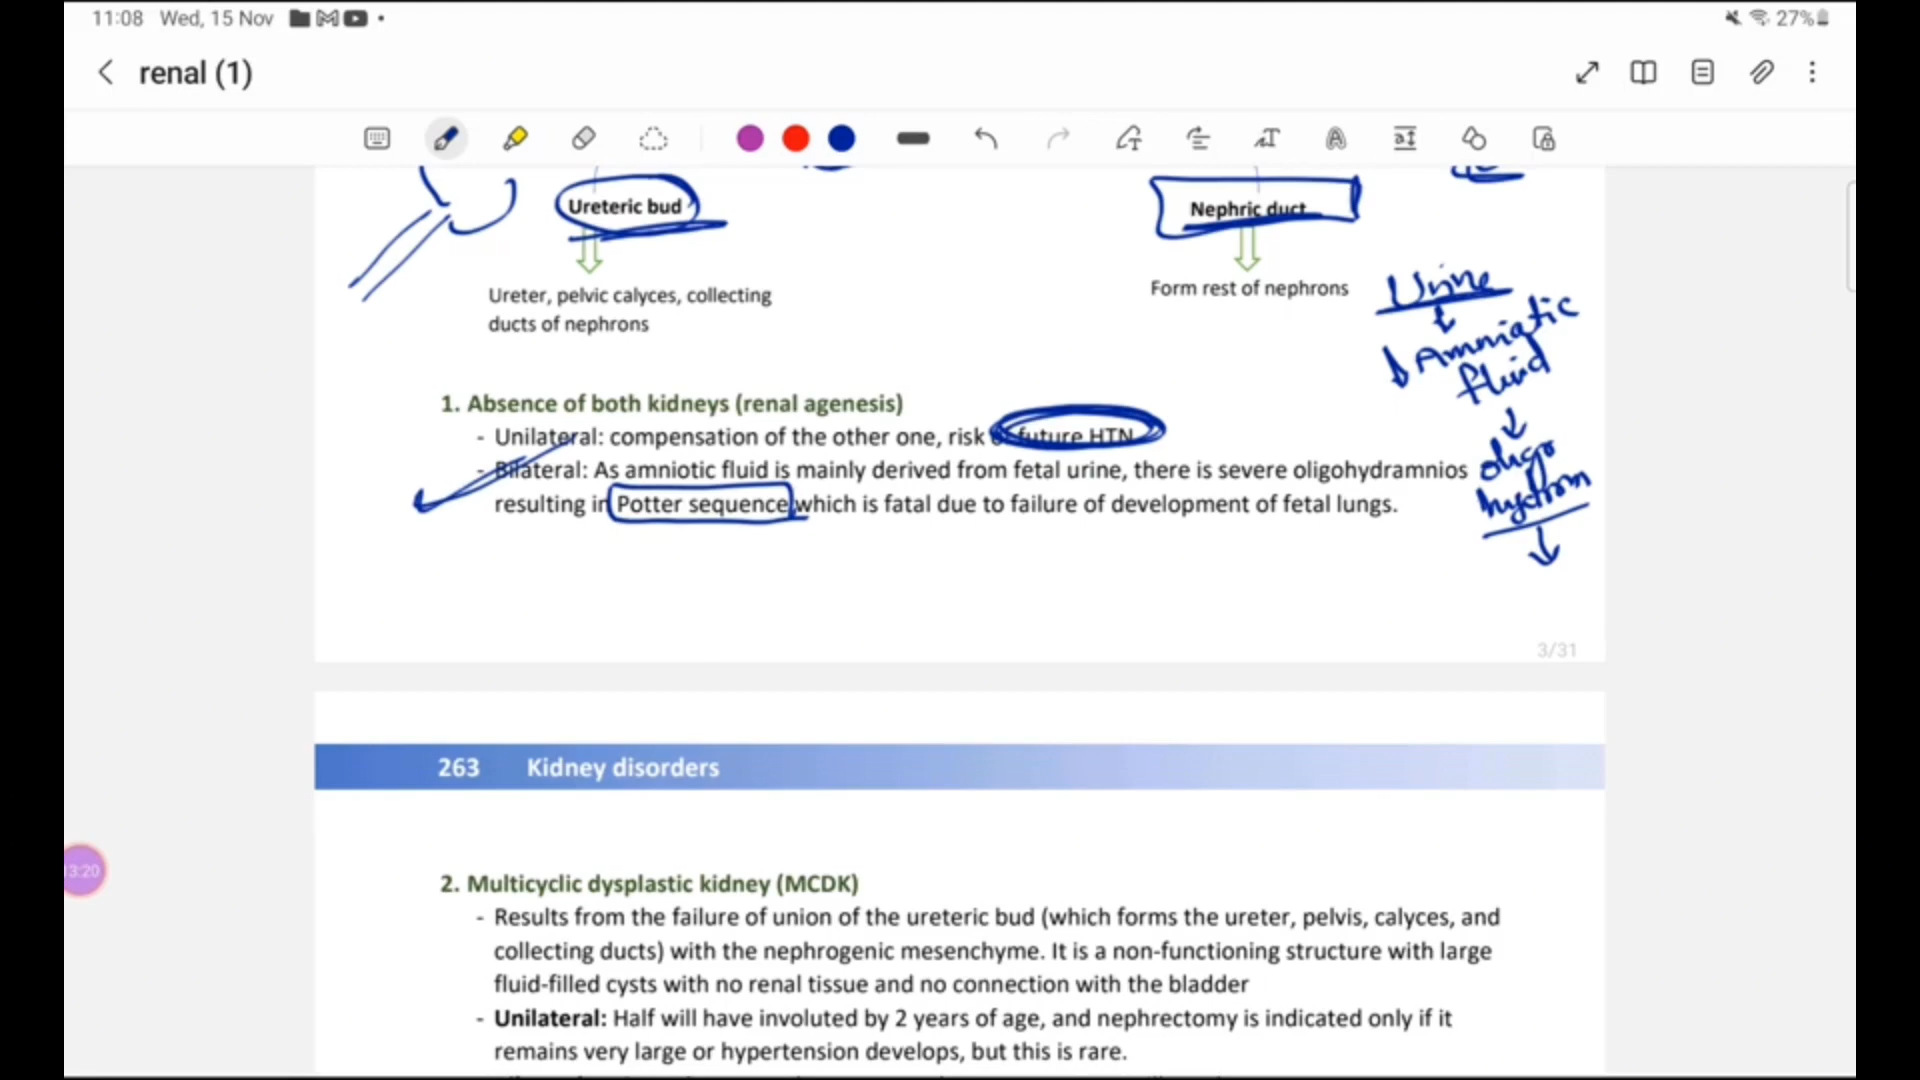 11:08 Wed, 15 Nov
27%
renal (1)
Ureteric bud
Nephric duct
Ureter, pelvic calyces, collecting
ducts of nephrons
Form rest of nephrons
Urine
Amniatic
fluid
oligo
hydrom
1. Absence of both kidneys (renal agenesis)
- Unilateral: compensation of the other one, risk of future HTN
- Bilateral: As amniotic fluid is mainly derived from fetal urine, there is severe oligohydramnios
resulting in Potter sequence which is fatal due to failure of development of fetal lungs.
3/31
263 Kidney disorders
13:20
2. Multicyclic dysplastic kidney (MCDK)
- Results from the failure of union of the ureteric bud (which forms the ureter, pelvis, calyces, and
collecting ducts) with the nephrogenic mesenchyme. It is a non-functioning structure with large
fluid-filled cysts with no renal tissue and no connection with the bladder
- Unilateral: Half will have involuted by 2 years of age, and nephrectomy is indicated only if it
remains very large or hypertension develops, but this is rare.